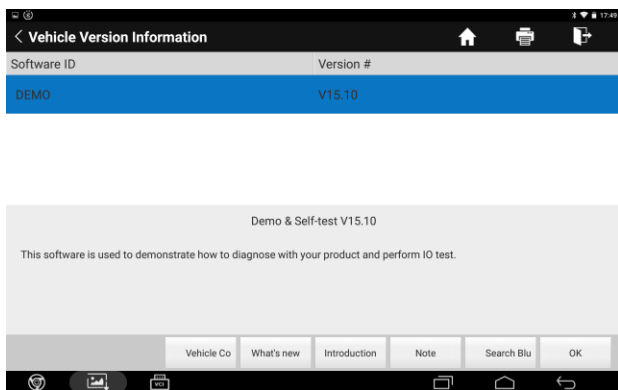 17:49
Vehicle Version Information
Software ID Version #
DEMO V15.10
Demo & Self-test V15.10
This software is used to demonstrate how to diagnose with your product and perform IO test.
Vehicle Co What's new Introduction Note Search Blu OK
VCI